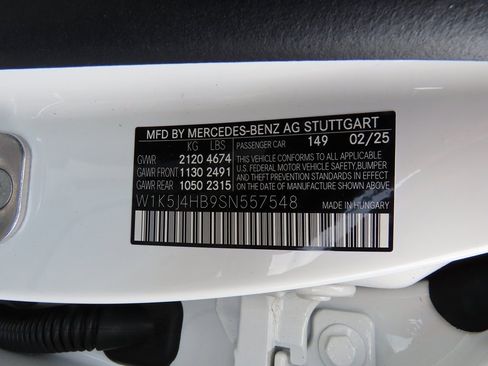 MFD BY MERCEDES-BENZ AG STUTTGART
KG LBS PASSENGER CAR 149 02/25
GVWR 2120 4674
GAWR FRONT 1130 2491
GAWR REAR 1050 2315
THIS VEHICLE CONFORMS TO ALL APPLICABLE
U.S. FEDERAL MOTOR VEHICLE SAFETY,BUMPER
AND THEFT PREVENTION STANDARDS IN EFFECT ON
THE DATE OF MANUFACTURE SHOWN ABOVE.
W1K5J4HB9SN557548
MADE IN HUNGARY